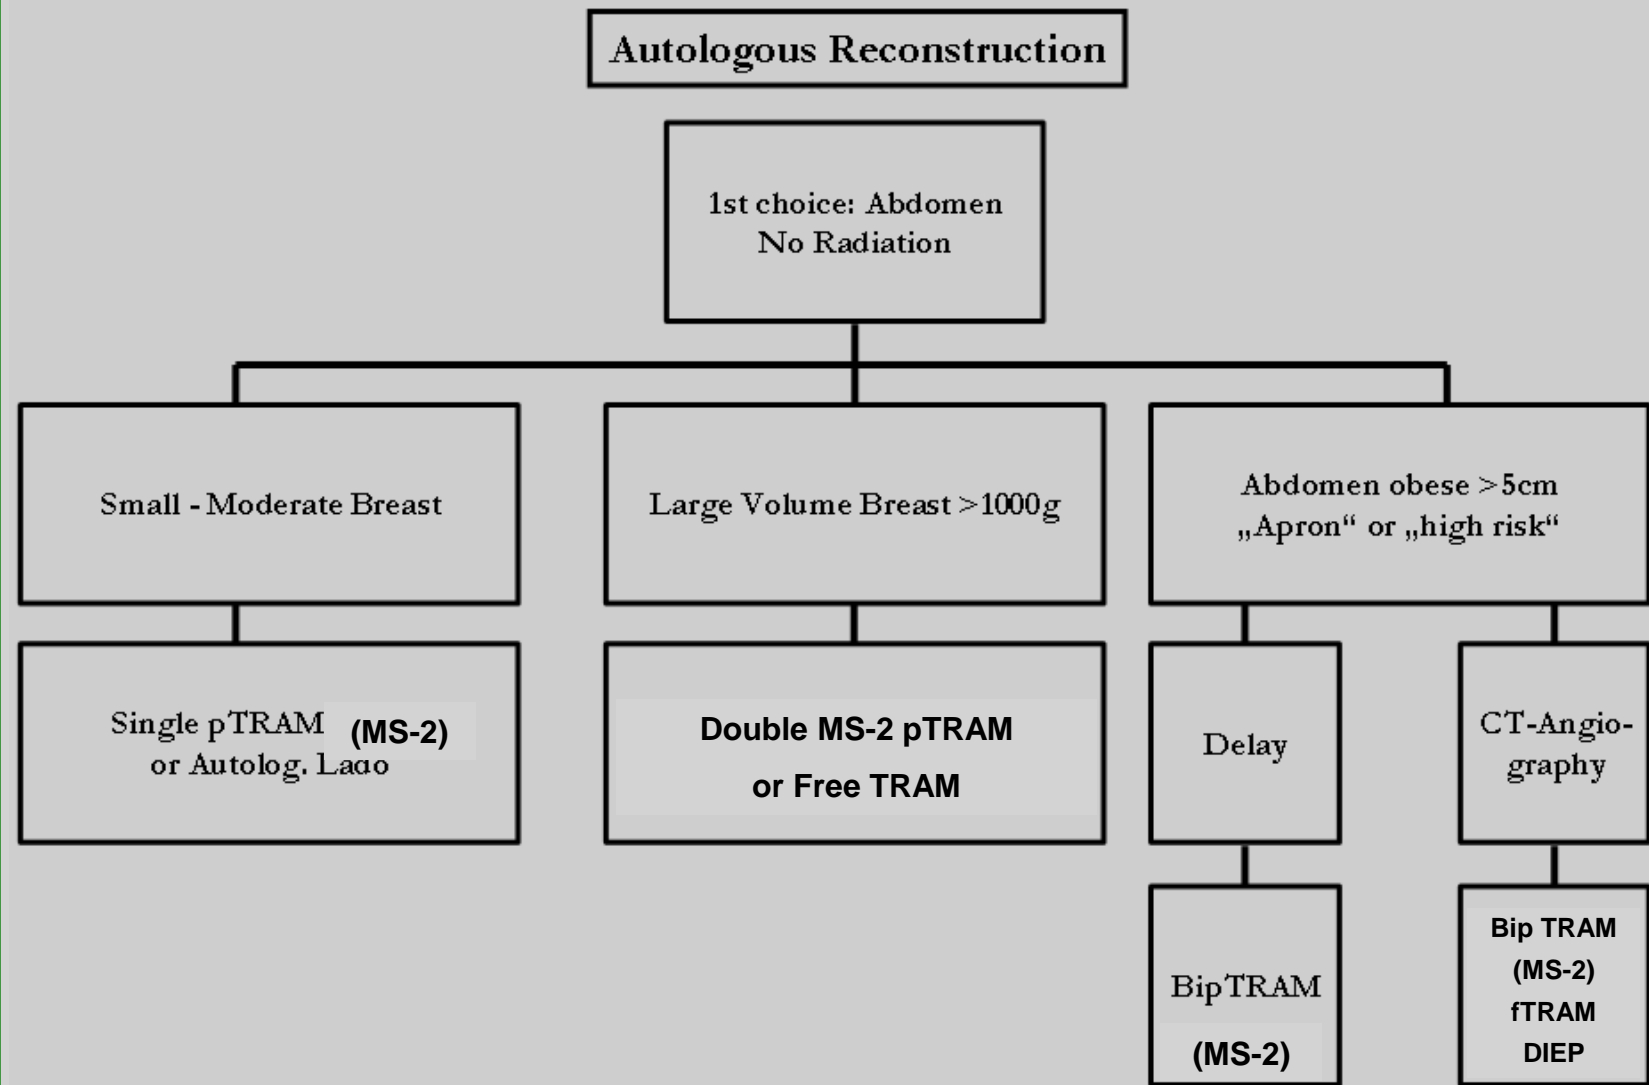 Autologous Reconstruction
1st choice: Abdomen
No Radiation
Small - Moderate Breast
Large Volume Breast >1000g
Abdomen obese >5cm
„Apron“ or „high risk“
Single pTRAM (MS-2)
or Autolog. Lado
Double MS-2 pTRAM
or Free TRAM
Delay
CT-Angio-
graphy
BipTRAM
(MS-2)
Bip TRAM
(MS-2)
fTRAM
DIEP